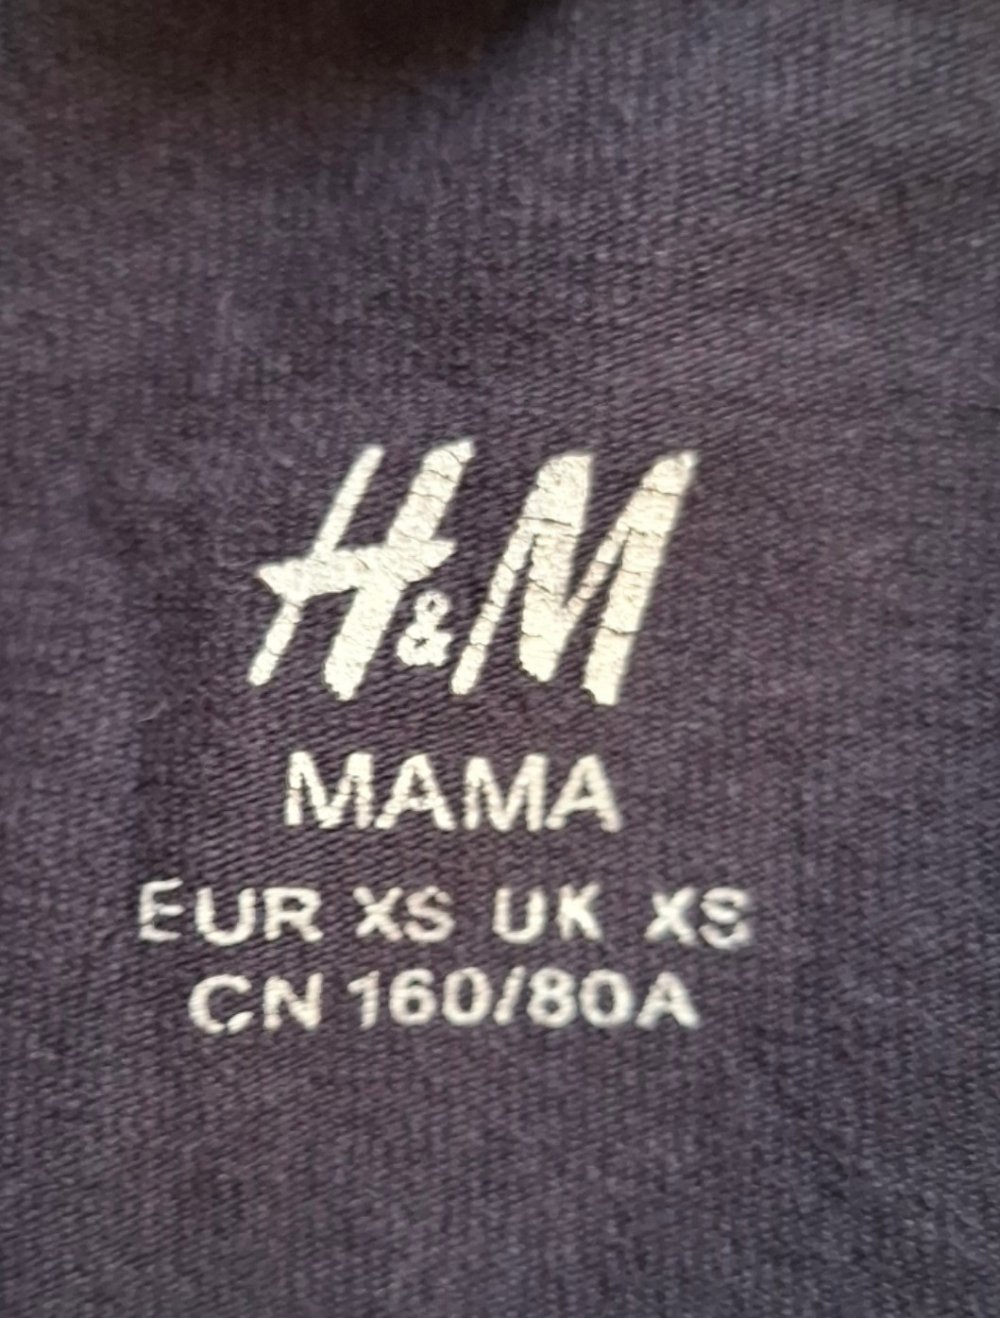 H&M
MAMA
EUR XS UK XS
CN 160/80A